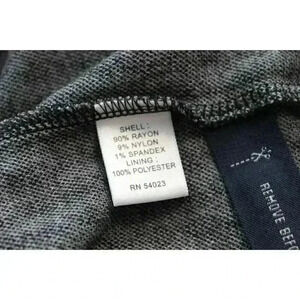 SHELL :
90% RAYON
9% NYLON
1% SPANDEX
LINING :
100% POLYESTER
RN 54023
REMOVE BEFO